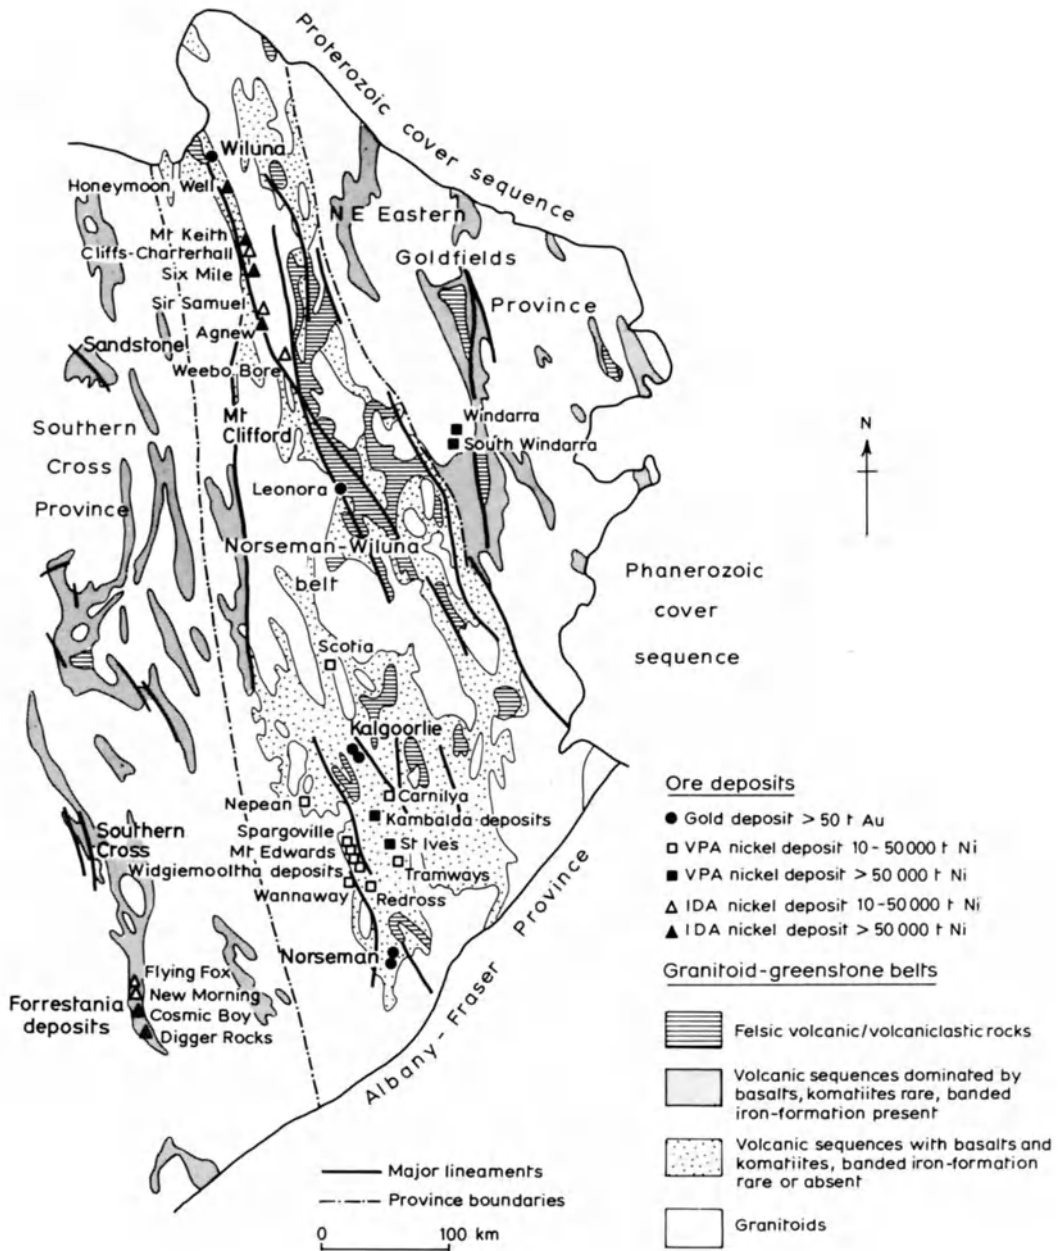 Proterozoic cover sequence
Wiluna
Honeymoon Well
Mt Keith
Cliffs-Charterhall
Six Mile
Sir Samuel
Agnew
Sandstone
Weebo Bore
N E Eastern
Goldfields
Province
Windarra
South Windarra
Mt
Clifford
Southern
Cross
Province
Leonora
Norseman-Wiluna
belt
N
Phanerozoic
cover
sequence
Scotia
Kalgoorlie
Nepean
Carnilya
Kambalda deposits
Spargoville
St Ives
Mt Edwards
Widgiemooltha deposits
Tramways
Wannaway
Redross
Southern
Cross
Norseman
Flying Fox
New Morning
Cosmic Boy
Digger Rocks
Forrestania
deposits
Albany-Fraser Province
Ore deposits
Gold deposit > 50 t Au
VPA nickel deposit 10-50000 t Ni
VPA nickel deposit > 50 000 t Ni
IDA nickel deposit 10-50000 t Ni
IDA nickel deposit > 50 000 t Ni
Granitoid-greenstone belts
Felsic volcanic/volcaniclastic rocks
Volcanic sequences dominated by
basalts, komatiites rare, banded
iron-formation present
Volcanic sequences with basalts and
komatiites, banded iron-formation
rare or absent
Granitoids
Major lineaments
Province boundaries
0 100 km